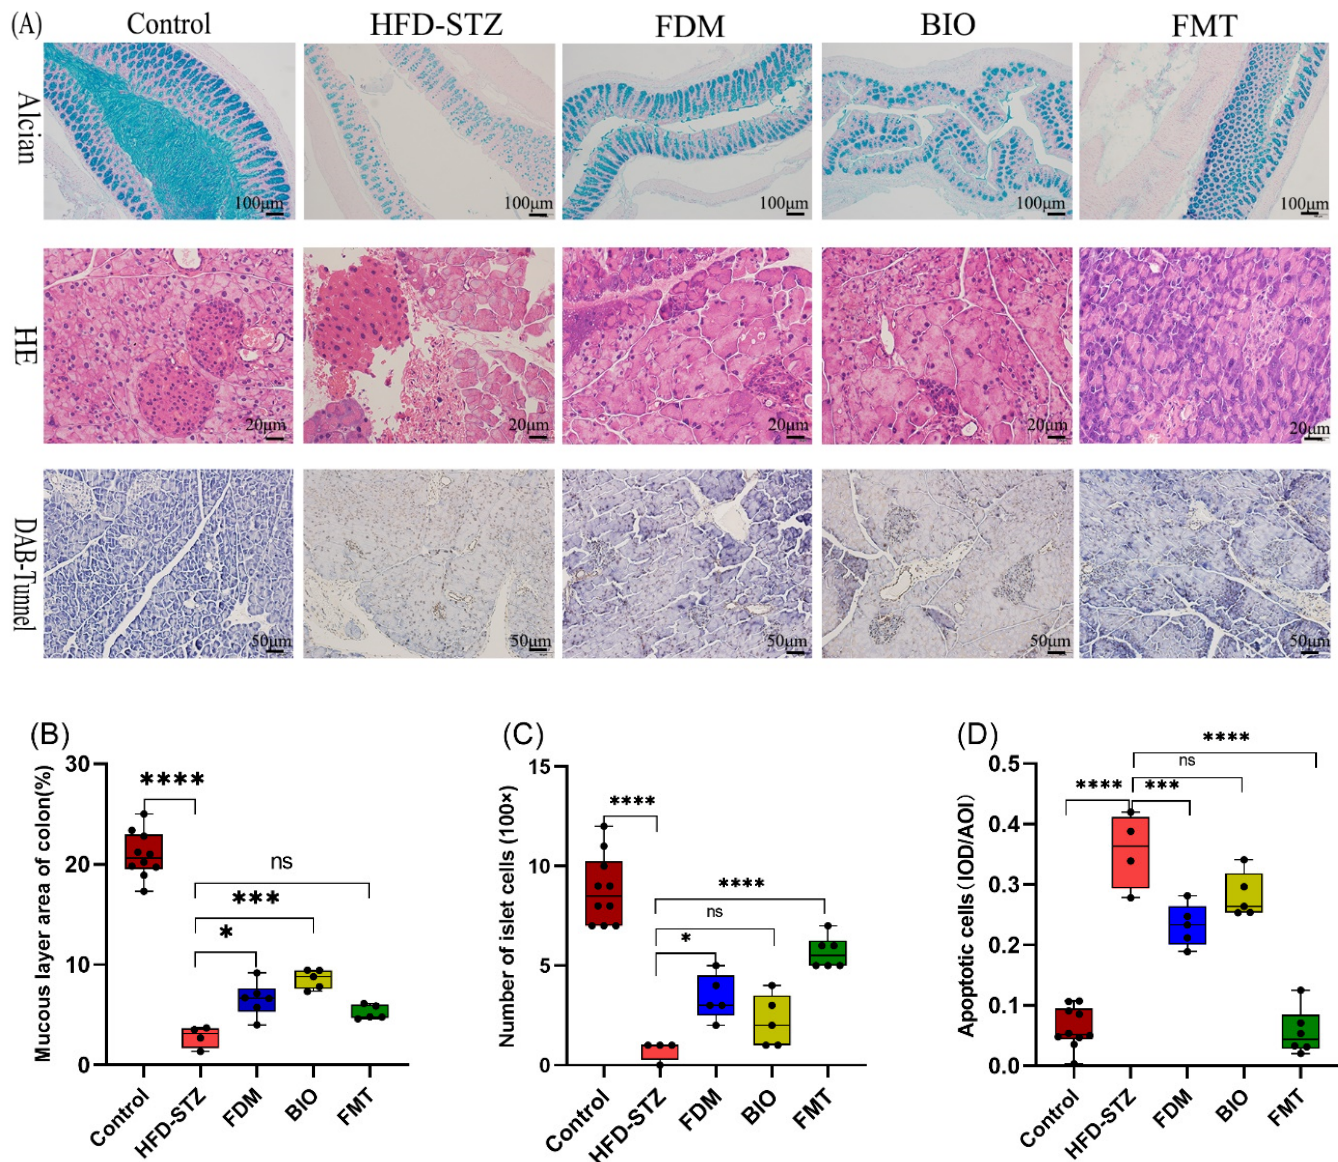 (A) Control HFD-STZ FDM BIO FMT
Alcian
100μm 100μm 100μm 100μm 100μm
HE
20μm 20μm 20μm 20μm 20μm
DAB-Tunnel
50μm 50μm 50μm 50μm 50μm
(B)
Mucous layer area of colon(%)
30
20
10
0
****
ns
***
*
Control HFD-STZ FDM BIO FMT
(C)
Number of islet cells (100×)
15
10
5
0
****
****
ns
*
Control HFD-STZ FDM BIO FMT
(D)
Apoptotic cells (IOD/AOI)
0.5
0.4
0.3
0.2
0.1
0.0
****
ns
**** ***
Control HFD-STZ FDM BIO FMT